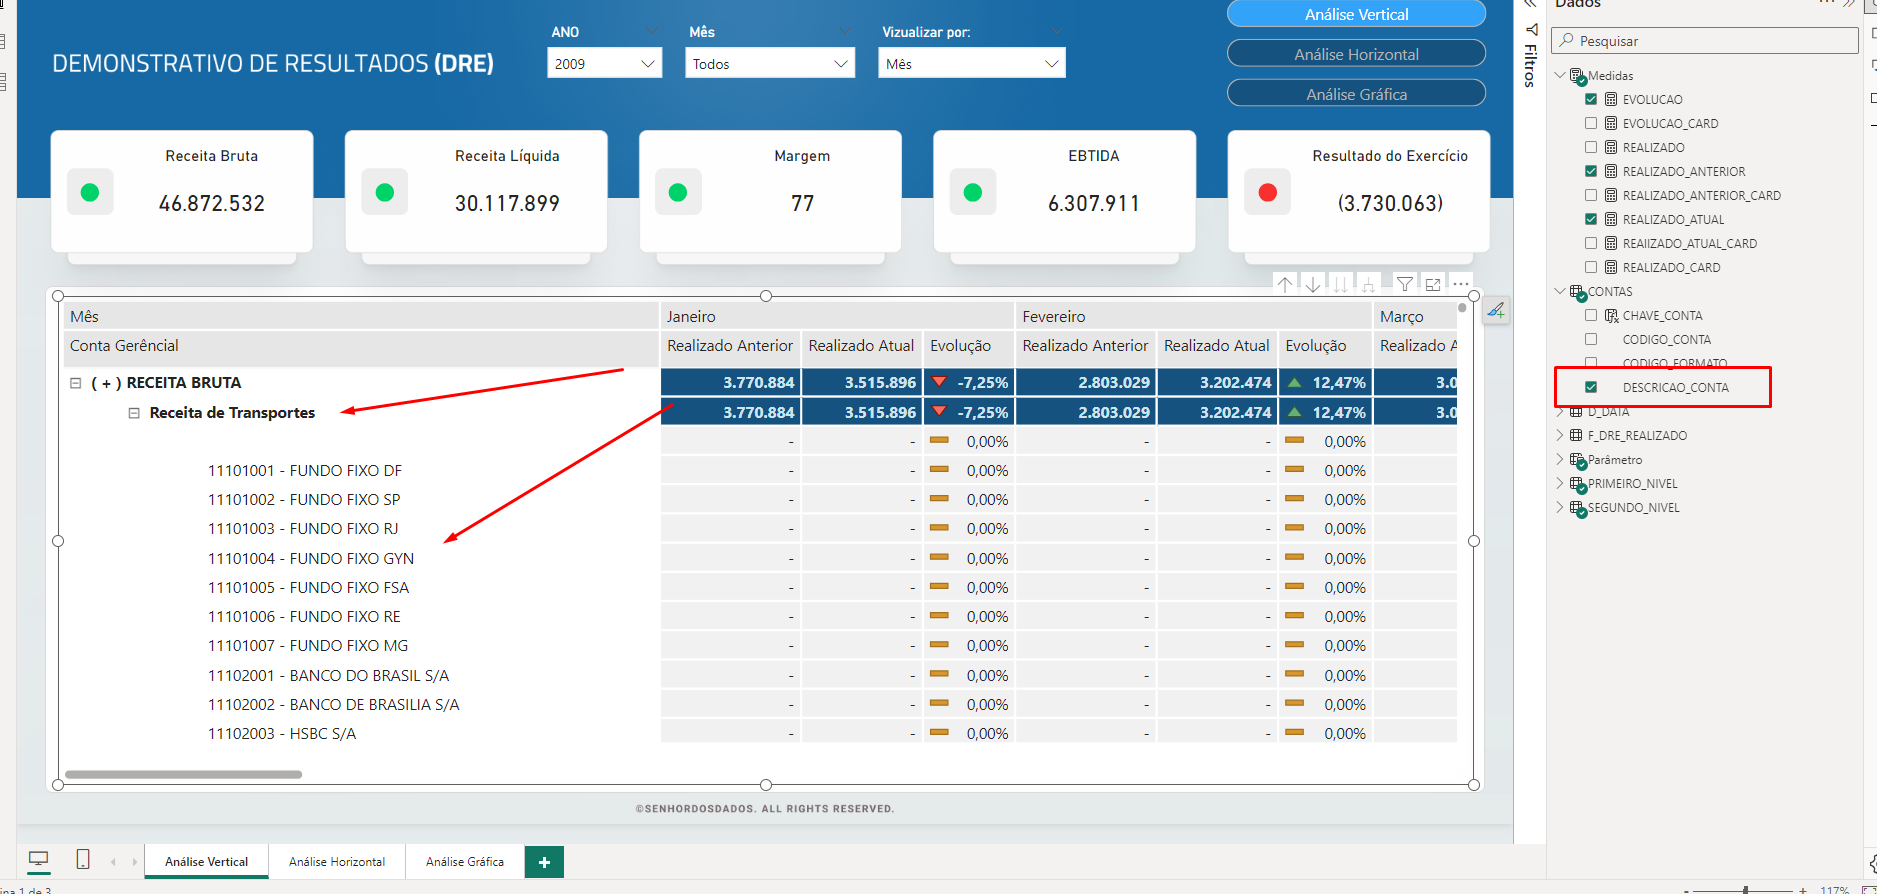 DEMONSTRATIVO DE RESULTADOS (DRE)
ANO
2009
Mês
Todos
Vizualizar por:
Mês
Análise Vertical
Análise Horizontal
Análise Gráfica
Receita Bruta
46.872.532
Receita Líquida
30.117.899
Margem
77
EBTIDA
6.307.911
Resultado do Exercício
(3.730.063)
Mês Janeiro Fevereiro Março
Conta Gerêncial Realizado Anterior Realizado Atual Evolução Realizado Anterior Realizado Atual Evolução Realizado A
( + ) RECEITA BRUTA 3.770.884 3.515.896 -7,25% 2.803.029 3.202.474 12,47% 3.0
Receita de Transportes 3.770.884 3.515.896 -7,25% 2.803.029 3.202.474 12,47% 3.0
- - 0,00% - - 0,00%
11101001 - FUNDO FIXO DF - - 0,00% - - 0,00%
11101002 - FUNDO FIXO SP - - 0,00% - - 0,00%
11101003 - FUNDO FIXO RJ - - 0,00% - - 0,00%
11101004 - FUNDO FIXO GYN - - 0,00% - - 0,00%
11101005 - FUNDO FIXO FSA - - 0,00% - - 0,00%
11101006 - FUNDO FIXO RE - - 0,00% - - 0,00%
11101007 - FUNDO FIXO MG - - 0,00% - - 0,00%
11102001 - BANCO DO BRASIL S/A - - 0,00% - - 0,00%
11102002 - BANCO DE BRASILIA S/A - - 0,00% - - 0,00%
11102003 - HSBC S/A - - 0,00% - - 0,00%
©SENHORDOSDADOS. ALL RIGHTS RESERVED.
Análise Vertical
Análise Horizontal
Análise Gráfica
+
1 de 3
- + 117%
Filtros
Dados
Pesquisar
Medidas
EVOLUCAO
EVOLUCAO_CARD
REALIZADO
REALIZADO_ANTERIOR
REALIZADO_ANTERIOR_CARD
REALIZADO_ATUAL
REAIIZADO_ATUAL_CARD
REALIZADO_CARD
CONTAS
CHAVE_CONTA
CODIGO_CONTA
CODIGO_FORMATO
DESCRICAO_CONTA
D_DATA
F_DRE_REALIZADO
Parâmetro
PRIMEIRO_NIVEL
SEGUNDO_NIVEL